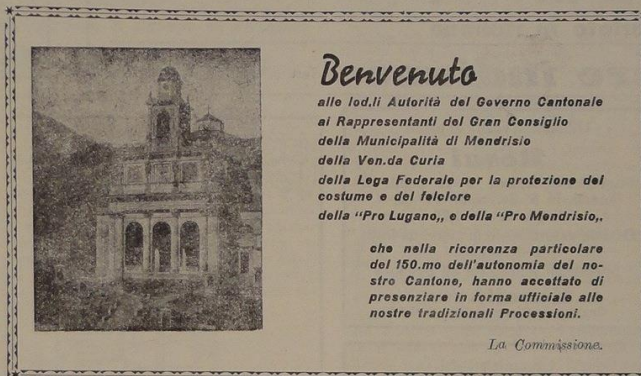 Benvenuto
alle lod.li Autorità del Governo Cantonale
ai Rappresentanti del Gran Consiglio
della Municipalità di Mendrisio
della Ven.da Curia
della Lega Federale per la protezione del
costume e del folclore
della "Pro Lugano„ e della "Pro Mendrisio„.
che nella ricorrenza particolare
del 150.mo dell'autonomia del no-
stro Cantone, hanno accettato di
presenziare in forma ufficiale alle
nostre tradizionali Processioni.
La Commissione.